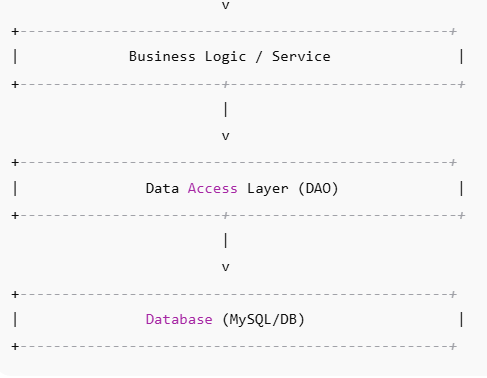 v
+---------------------------------------------------+
| Business Logic / Service |
+------------------------+---------------------------+
|
v
+---------------------------------------------------+
| Data Access Layer (DAO) |
+------------------------+---------------------------+
|
v
+---------------------------------------------------+
| Database (MySQL/DB) |
+---------------------------------------------------+